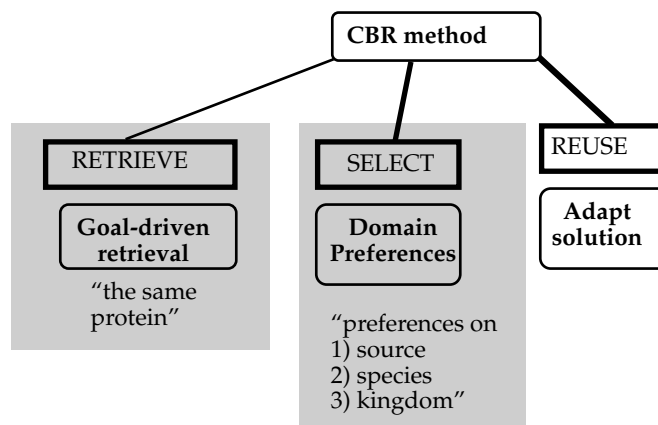 CBR method
RETRIEVE
Goal-driven
retrieval
“the same
protein”
SELECT
Domain
Preferences
“preferences on
1) source
2) species
3) kingdom”
REUSE
Adapt
solution